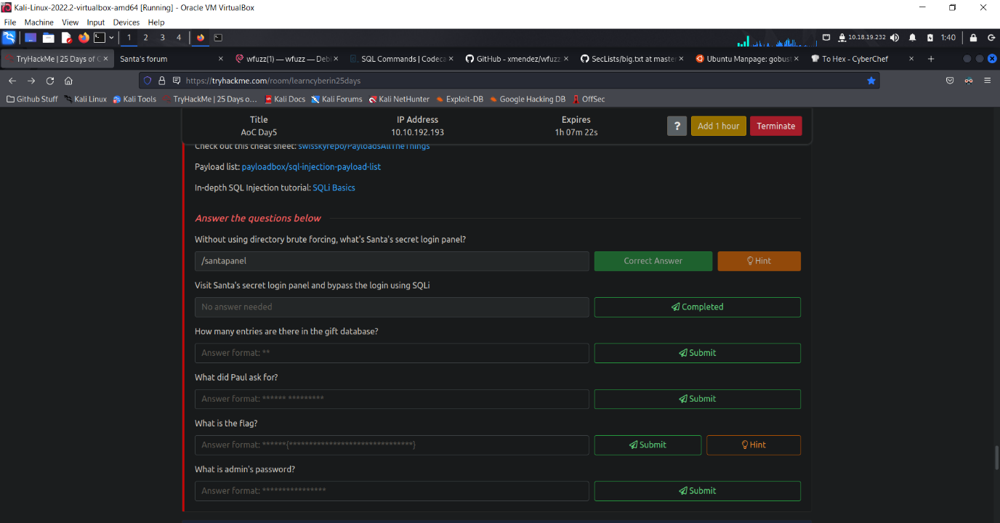 Kali-Linux-2022.2-virtualbox-amd64 [Running] - Oracle VM VirtualBox
File Machine View Input Devices Help
1 2 3 4 10.18.19.232 1:40
TryHackMe | 25 Days of C Santa's forum wfuzz(1) — wfuzz — Debi SQL Commands | Codeca GitHub - xmendez/wfuzz SecLists/big.txt at master Ubuntu Manpage: gobust To Hex - CyberChef
https://tryhackme.com/room/learncyberin25days
Github Stuff Kali Linux Kali Tools TryHackMe | 25 Days o... Kali Docs Kali Forums Kali NetHunter Exploit-DB Google Hacking DB OffSec
Title IP Address Expires
AoC Day5 10.10.192.193 1h 07m 22s ? Add 1 hour Terminate
Check out this cheat sheet: swisskyrepo/PayloadsAllTheThings
Payload list: payloadbox/sql-injection-payload-list
In-depth SQL Injection tutorial: SQLi Basics
Answer the questions below
Without using directory brute forcing, what's Santa's secret login panel?
/santapanel Correct Answer Hint
Visit Santa's secret login panel and bypass the login using SQLi
No answer needed Completed
How many entries are there in the gift database?
Answer format: ** Submit
What did Paul ask for?
Answer format: ****** ********* Submit
What is the flag?
Answer format: ******{*******************************} Submit Hint
What is admin's password?
Answer format: **************** Submit